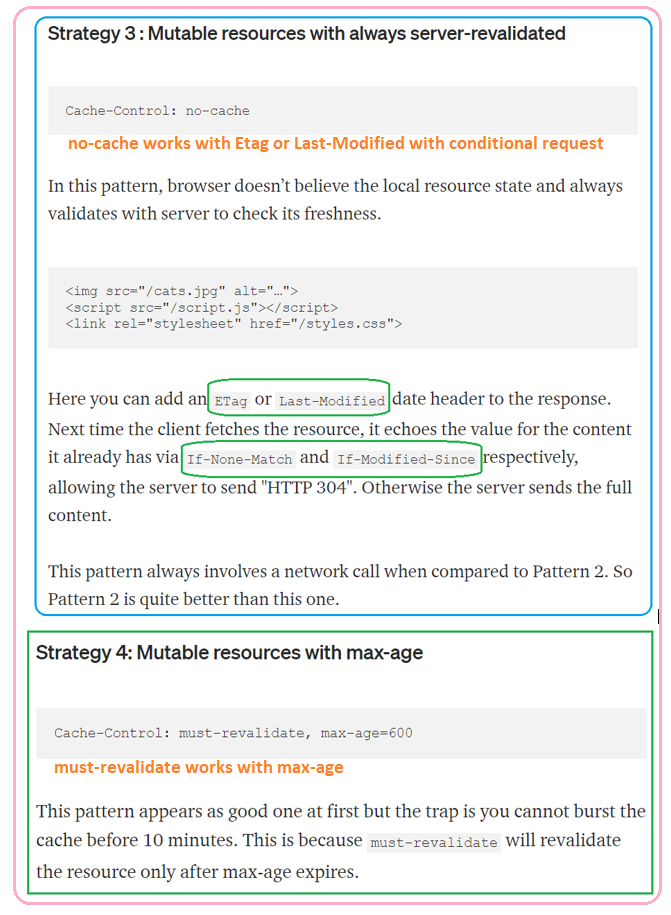 Strategy 3 : Mutable resources with always server-revalidated
Cache-Control: no-cache
no-cache works with Etag or Last-Modified with conditional request
In this pattern, browser doesn’t believe the local resource state and always
validates with server to check its freshness.
<img src="/cats.jpg" alt="…">
<script src="/script.js"></script>
<link rel="stylesheet" href="/styles.css">
Here you can add an ETag or Last-Modified date header to the response.
Next time the client fetches the resource, it echoes the value for the content
it already has via If-None-Match and If-Modified-Since respectively,
allowing the server to send "HTTP 304". Otherwise the server sends the full
content.
This pattern always involves a network call when compared to Pattern 2. So
Pattern 2 is quite better than this one.
Strategy 4: Mutable resources with max-age
Cache-Control: must-revalidate, max-age=600
must-revalidate works with max-age
This pattern appears as good one at first but the trap is you cannot burst the
cache before 10 minutes. This is because must-revalidate will revalidate
the resource only after max-age expires.